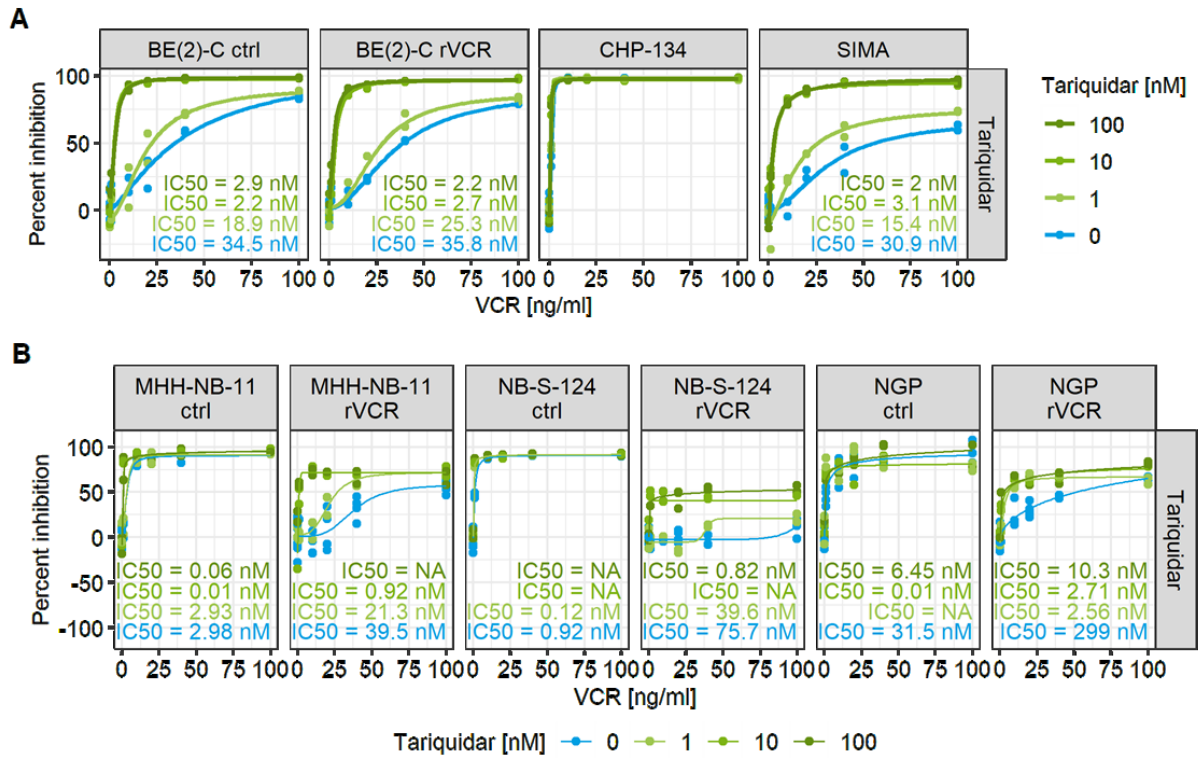 A
BE(2)-C ctrl
BE(2)-C rVCR
CHP-134
SIMA
Percent inhibition
100
50
0
IC50 = 2.9 nM
IC50 = 2.2 nM
IC50 = 18.9 nM
IC50 = 34.5 nM
IC50 = 2.2 nM
IC50 = 2.7 nM
IC50 = 25.3 nM
IC50 = 35.8 nM
IC50 = 2 nM
IC50 = 3.1 nM
IC50 = 15.4 nM
IC50 = 30.9 nM
Tariquidar
0 25 50 75 100 0 25 50 75 100 0 25 50 75 100 0 25 50 75 100
VCR [ng/ml]
Tariquidar [nM]
100
10
1
0
B
MHH-NB-11
ctrl
MHH-NB-11
rVCR
NB-S-124
ctrl
NB-S-124
rVCR
NGP
ctrl
NGP
rVCR
Percent inhibition
100
50
0
-50
-100
IC50 = 0.06 nM
IC50 = 0.01 nM
IC50 = 2.93 nM
IC50 = 2.98 nM
IC50 = NA
IC50 = 0.92 nM
IC50 = 21.3 nM
IC50 = 39.5 nM
IC50 = NA
IC50 = NA
IC50 = 0.12 nM
IC50 = 0.92 nM
IC50 = 0.82 nM
IC50 = NA
IC50 = 39.6 nM
IC50 = 75.7 nM
IC50 = 6.45 nM
IC50 = 0.01 nM
IC50 = NA
IC50 = 31.5 nM
IC50 = 10.3 nM
IC50 = 2.71 nM
IC50 = 2.56 nM
IC50 = 299 nM
Tariquidar
0 25 50 75 100 0 25 50 75 100 0 25 50 75 100 0 25 50 75 100 0 25 50 75 100 0 25 50 75 100
VCR [ng/ml]
Tariquidar [nM] 0 1 10 100